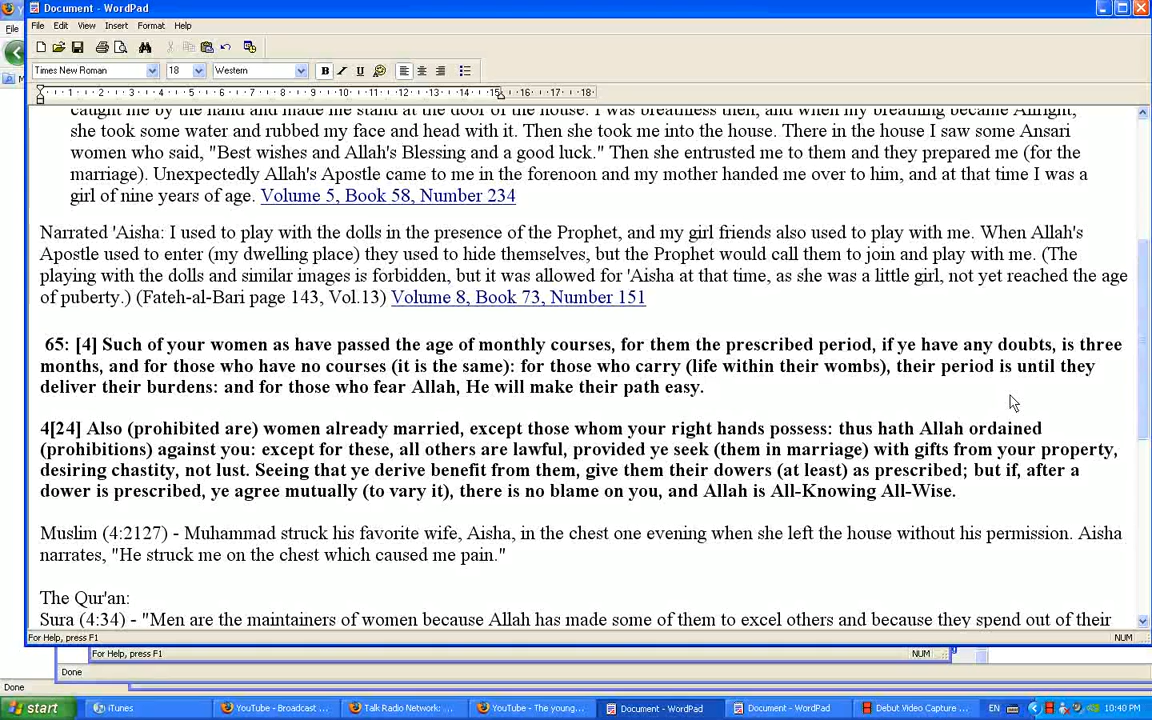 Document - WordPad
File Edit View Insert Format Help
Times New Roman 18 Western B I U
1 2 3 4 5 6 7 8 9 10 11 12 13 14 15 16 17 18
caught me by the hand and made me stand at the door of the house. I was breathless then, and when my breathing became Allright,
she took some water and rubbed my face and head with it. Then she took me into the house. There in the house I saw some Ansari
women who said, "Best wishes and Allah's Blessing and a good luck." Then she entrusted me to them and they prepared me (for the
marriage). Unexpectedly Allah's Apostle came to me in the forenoon and my mother handed me over to him, and at that time I was a
girl of nine years of age. Volume 5, Book 58, Number 234
Narrated 'Aisha: I used to play with the dolls in the presence of the Prophet, and my girl friends also used to play with me. When Allah's
Apostle used to enter (my dwelling place) they used to hide themselves, but the Prophet would call them to join and play with me. (The
playing with the dolls and similar images is forbidden, but it was allowed for 'Aisha at that time, as she was a little girl, not yet reached the age
of puberty.) (Fateh-al-Bari page 143, Vol.13) Volume 8, Book 73, Number 151
65: [4] Such of your women as have passed the age of monthly courses, for them the prescribed period, if ye have any doubts, is three
months, and for those who have no courses (it is the same): for those who carry (life within their wombs), their period is until they
deliver their burdens: and for those who fear Allah, He will make their path easy.
4[24] Also (prohibited are) women already married, except those whom your right hands possess: thus hath Allah ordained
(prohibitions) against you: except for these, all others are lawful, provided ye seek (them in marriage) with gifts from your property,
desiring chastity, not lust. Seeing that ye derive benefit from them, give them their dowers (at least) as prescribed; but if, after a
dower is prescribed, ye agree mutually (to vary it), there is no blame on you, and Allah is All-Knowing All-Wise.
Muslim (4:2127) - Muhammad struck his favorite wife, Aisha, in the chest one evening when she left the house without his permission. Aisha
narrates, "He struck me on the chest which caused me pain."
The Qur'an:
Sura (4:34) - "Men are the maintainers of women because Allah has made some of them to excel others and because they spend out of their
For Help, press F1 NUM
For Help, press F1 NUM
Done
Done
start iTunes YouTube - Broadcast ... Talk Radio Network: ... YouTube - The young... Document - WordPad Document - WordPad Debut Video Capture ... EN 10:40 PM